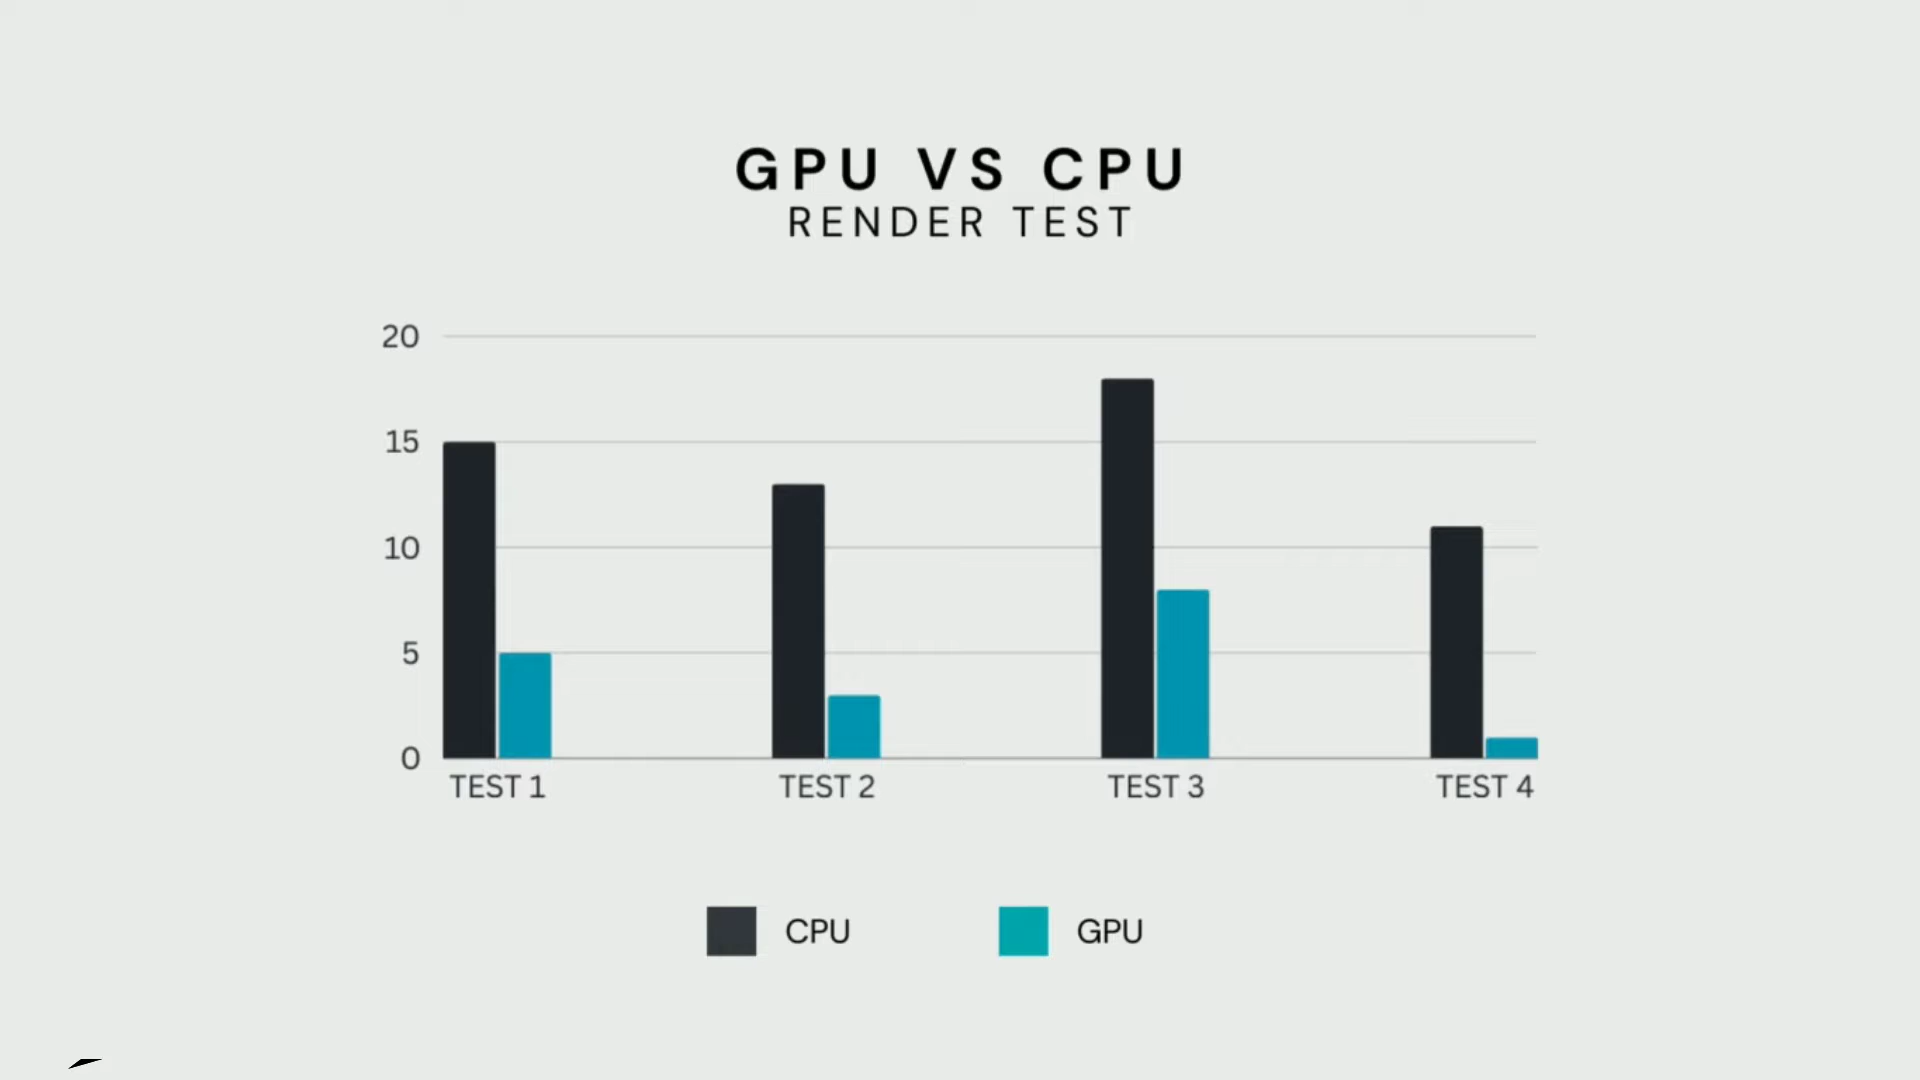 GPU VS CPU
RENDER TEST
20
15
10
5
0
TEST 1 TEST 2 TEST 3 TEST 4
CPU GPU